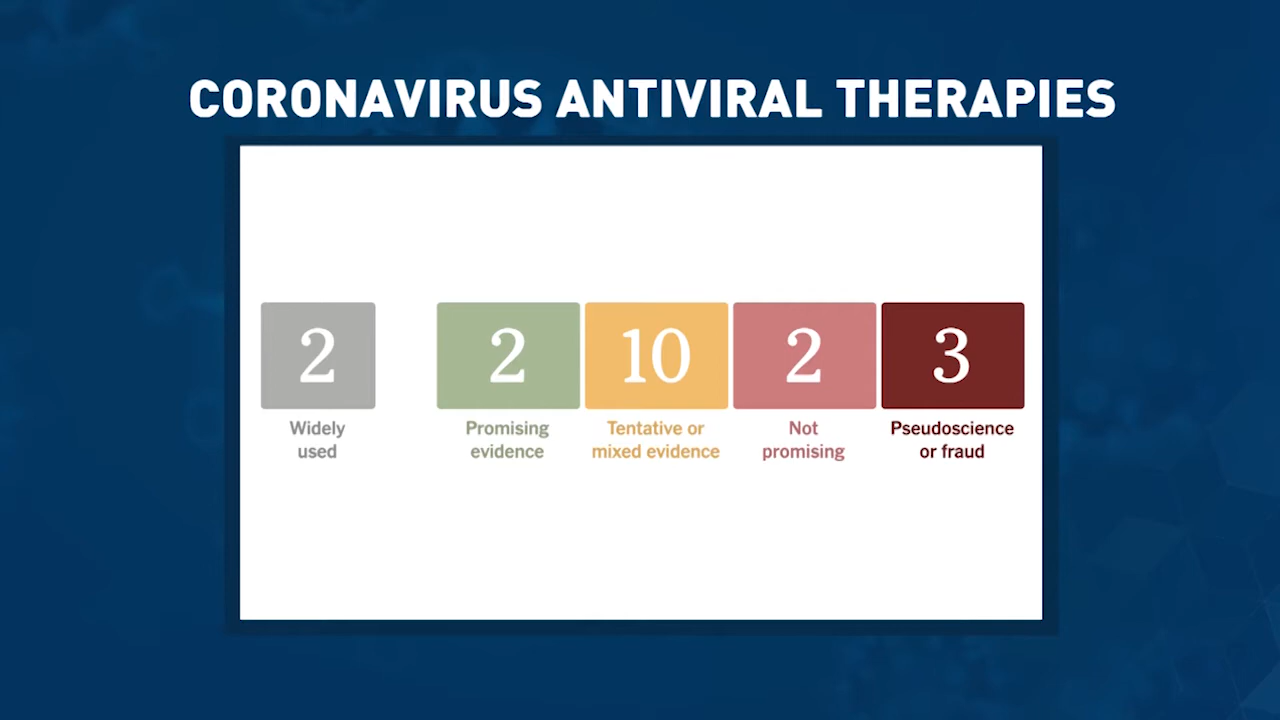 CORONAVIRUS ANTIVIRAL THERAPIES
2
Widely
used
2
Promising
evidence
10
Tentative or
mixed evidence
2
Not
promising
3
Pseudoscience
or fraud